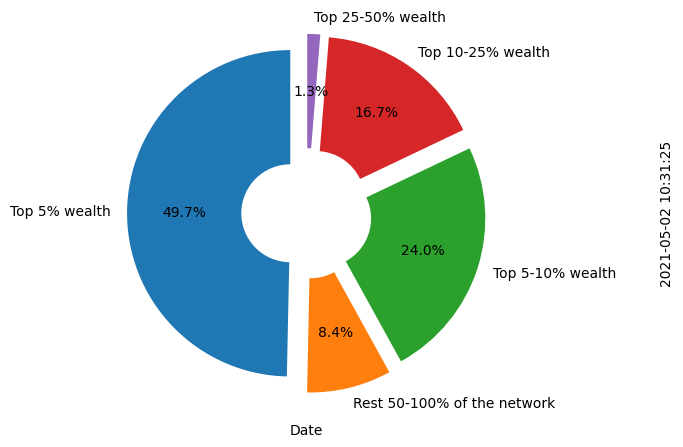 Top 25-50% wealth
Top 10-25% wealth
1.3%
16.7%
Top 5% wealth
49.7%
24.0%
Top 5-10% wealth
8.4%
Rest 50-100% of the network
Date
2021-05-02 10:31:25